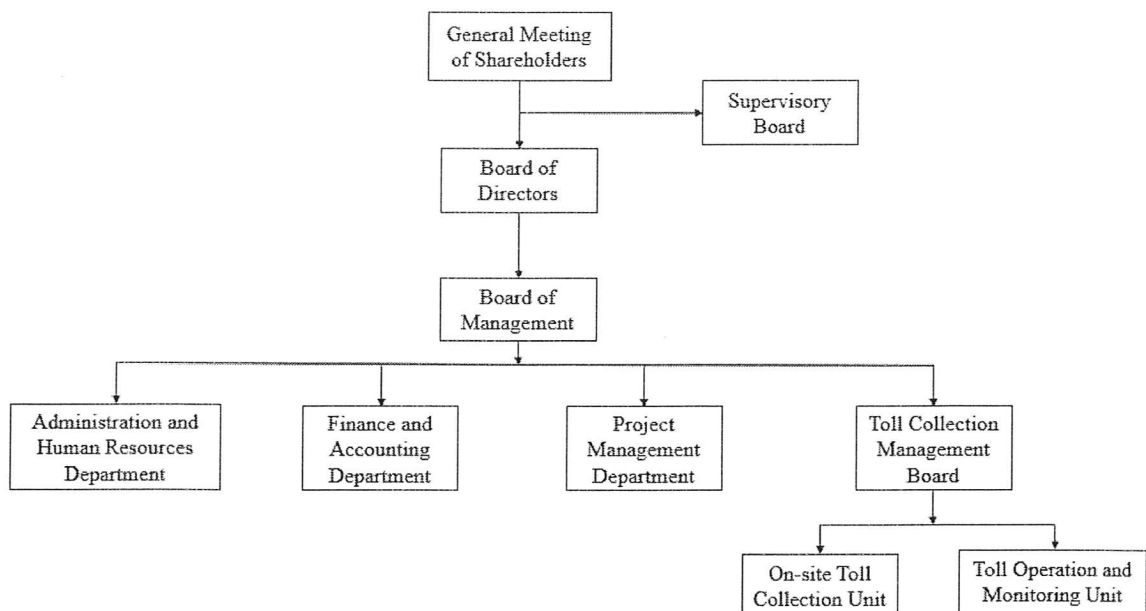 General Meeting
of Shareholders
Supervisory
Board
Board of
Directors
Board of
Management
Administration and
Human Resources
Department
Finance and
Accounting
Department
Project
Management
Department
Toll Collection
Management
Board
On-site Toll
Collection Unit
Toll Operation and
Monitoring Unit